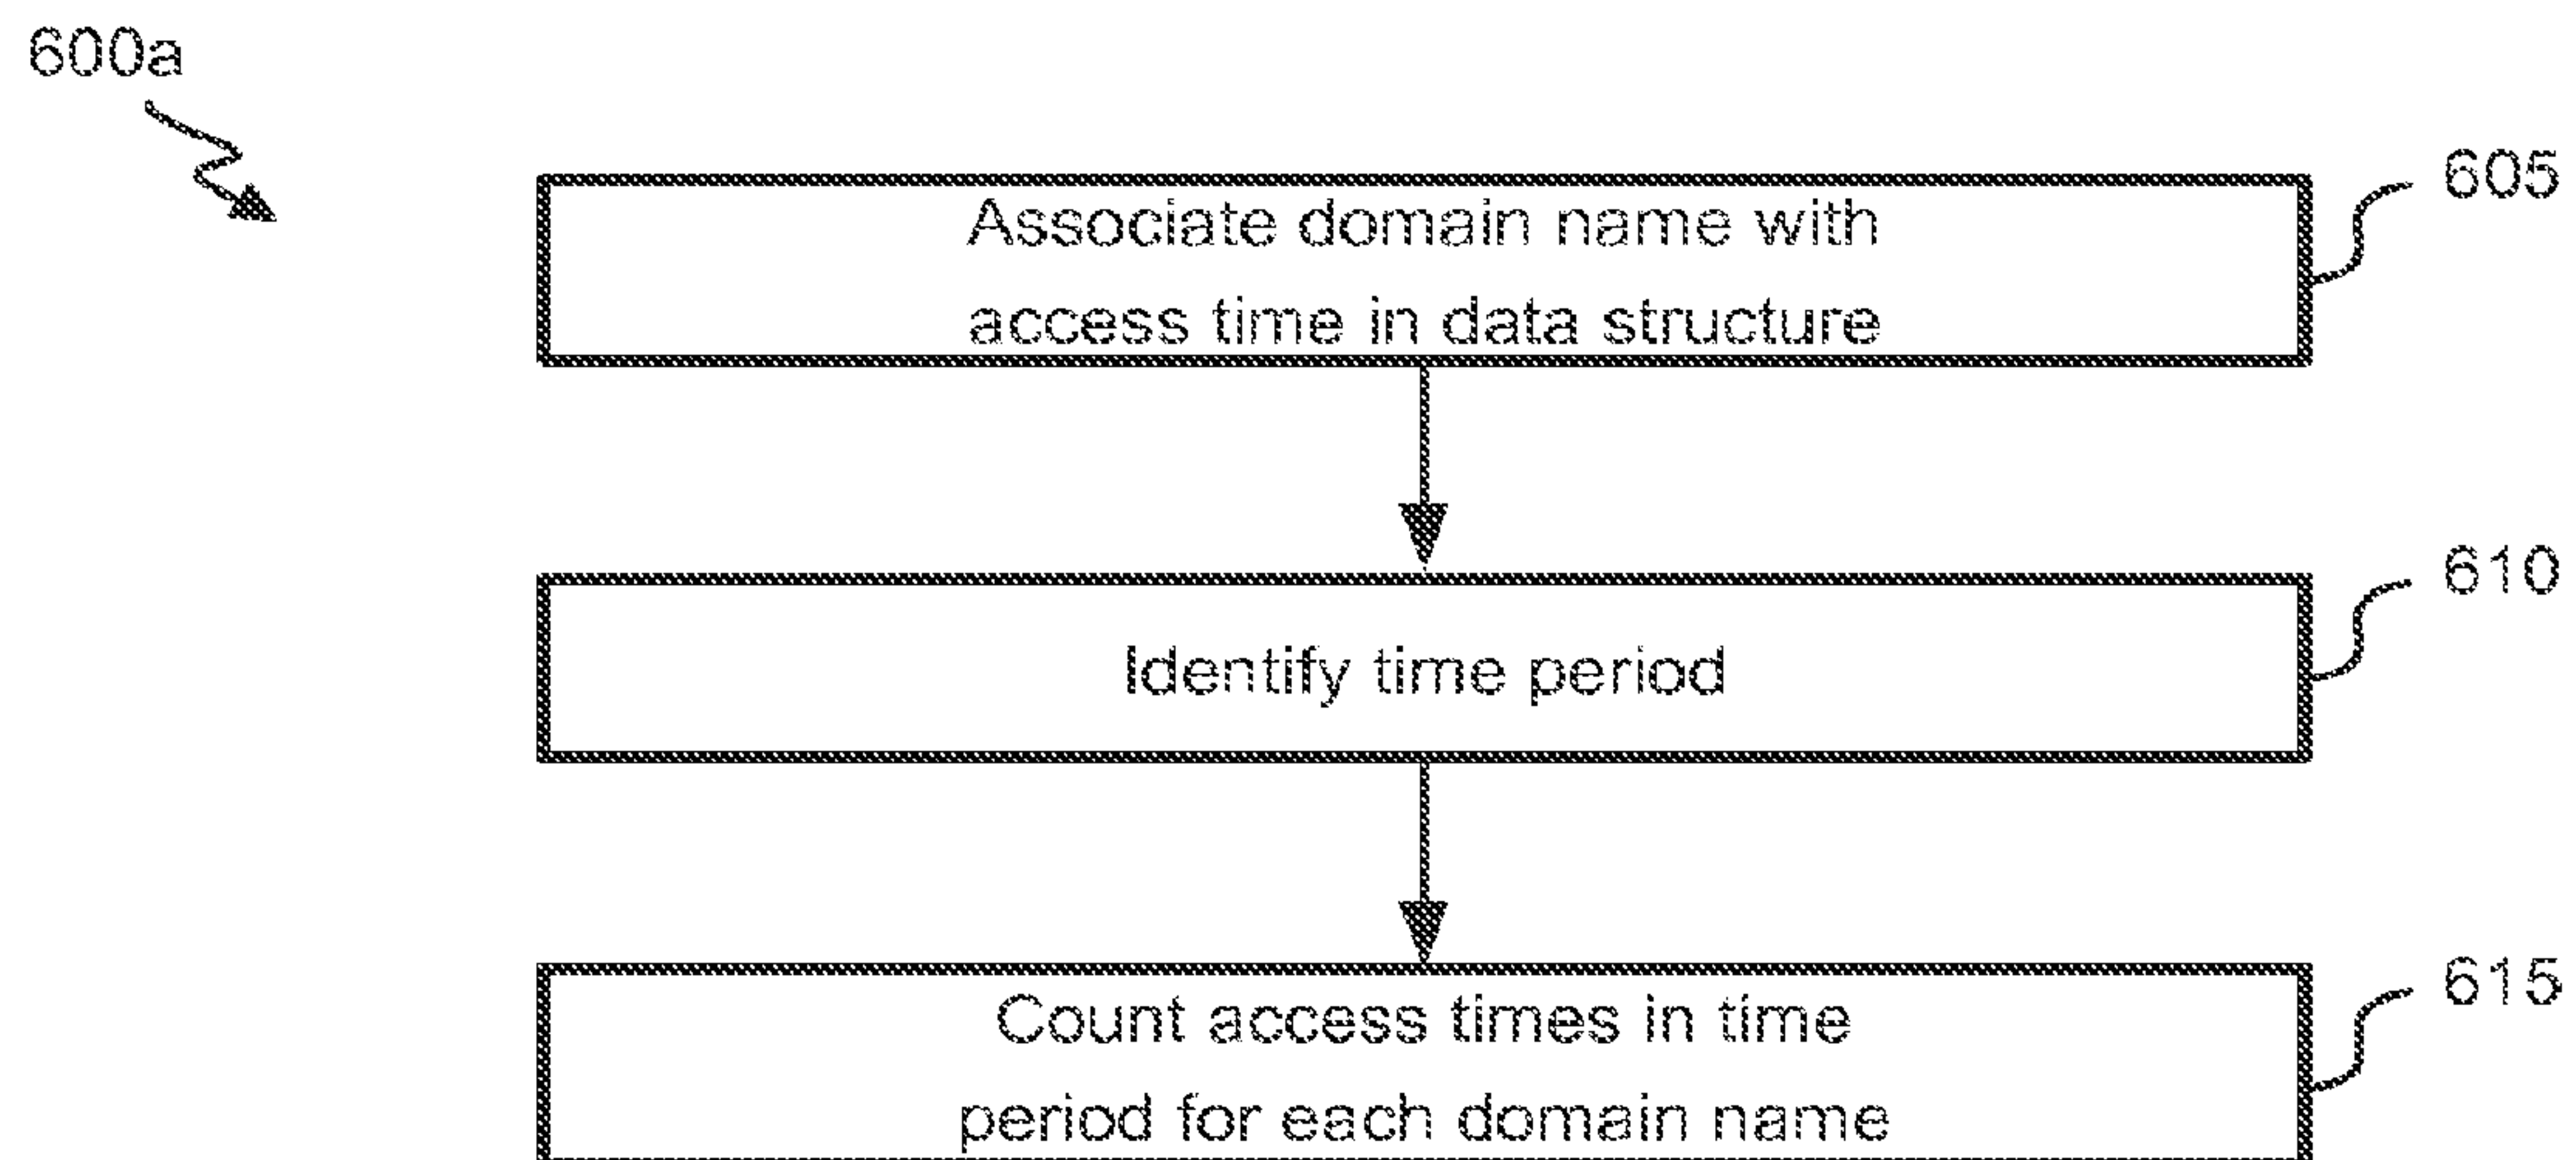 600a
605
Associate domain name with
access time in data structure
610
Identify time period
615
Count access times in time
period for each domain name